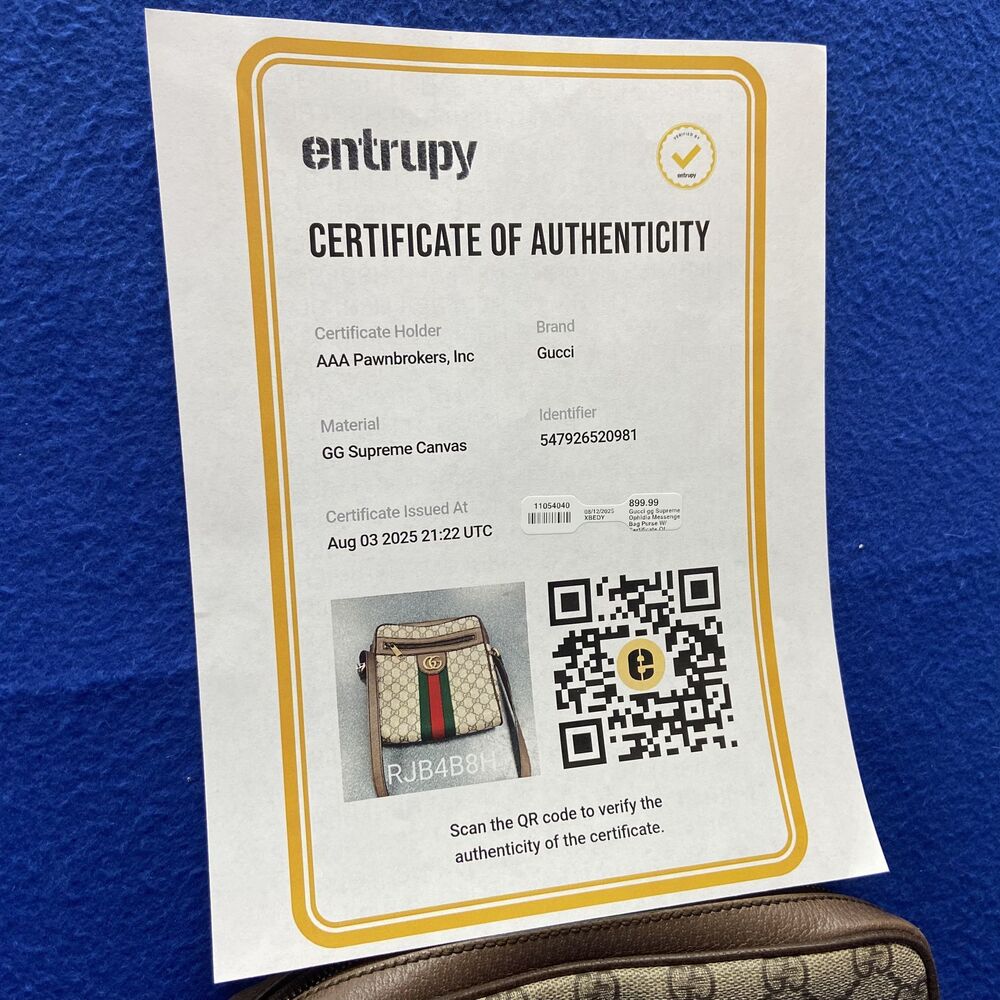 entrupy
VERIFIED BY
entrupy
CERTIFICATE OF AUTHENTICITY
Certificate Holder
AAA Pawnbrokers, Inc
Brand
Gucci
Material
GG Supreme Canvas
Identifier
547926520981
Certificate Issued At
Aug 03 2025 21:22 UTC
11054040
08/12/2025
XBEDY
899.99
Gucci gg Supreme
Ophidia Messenge
Bag Purse W/
Certificate Of
RJB4B8H
e
Scan the QR code to verify the
authenticity of the certificate.